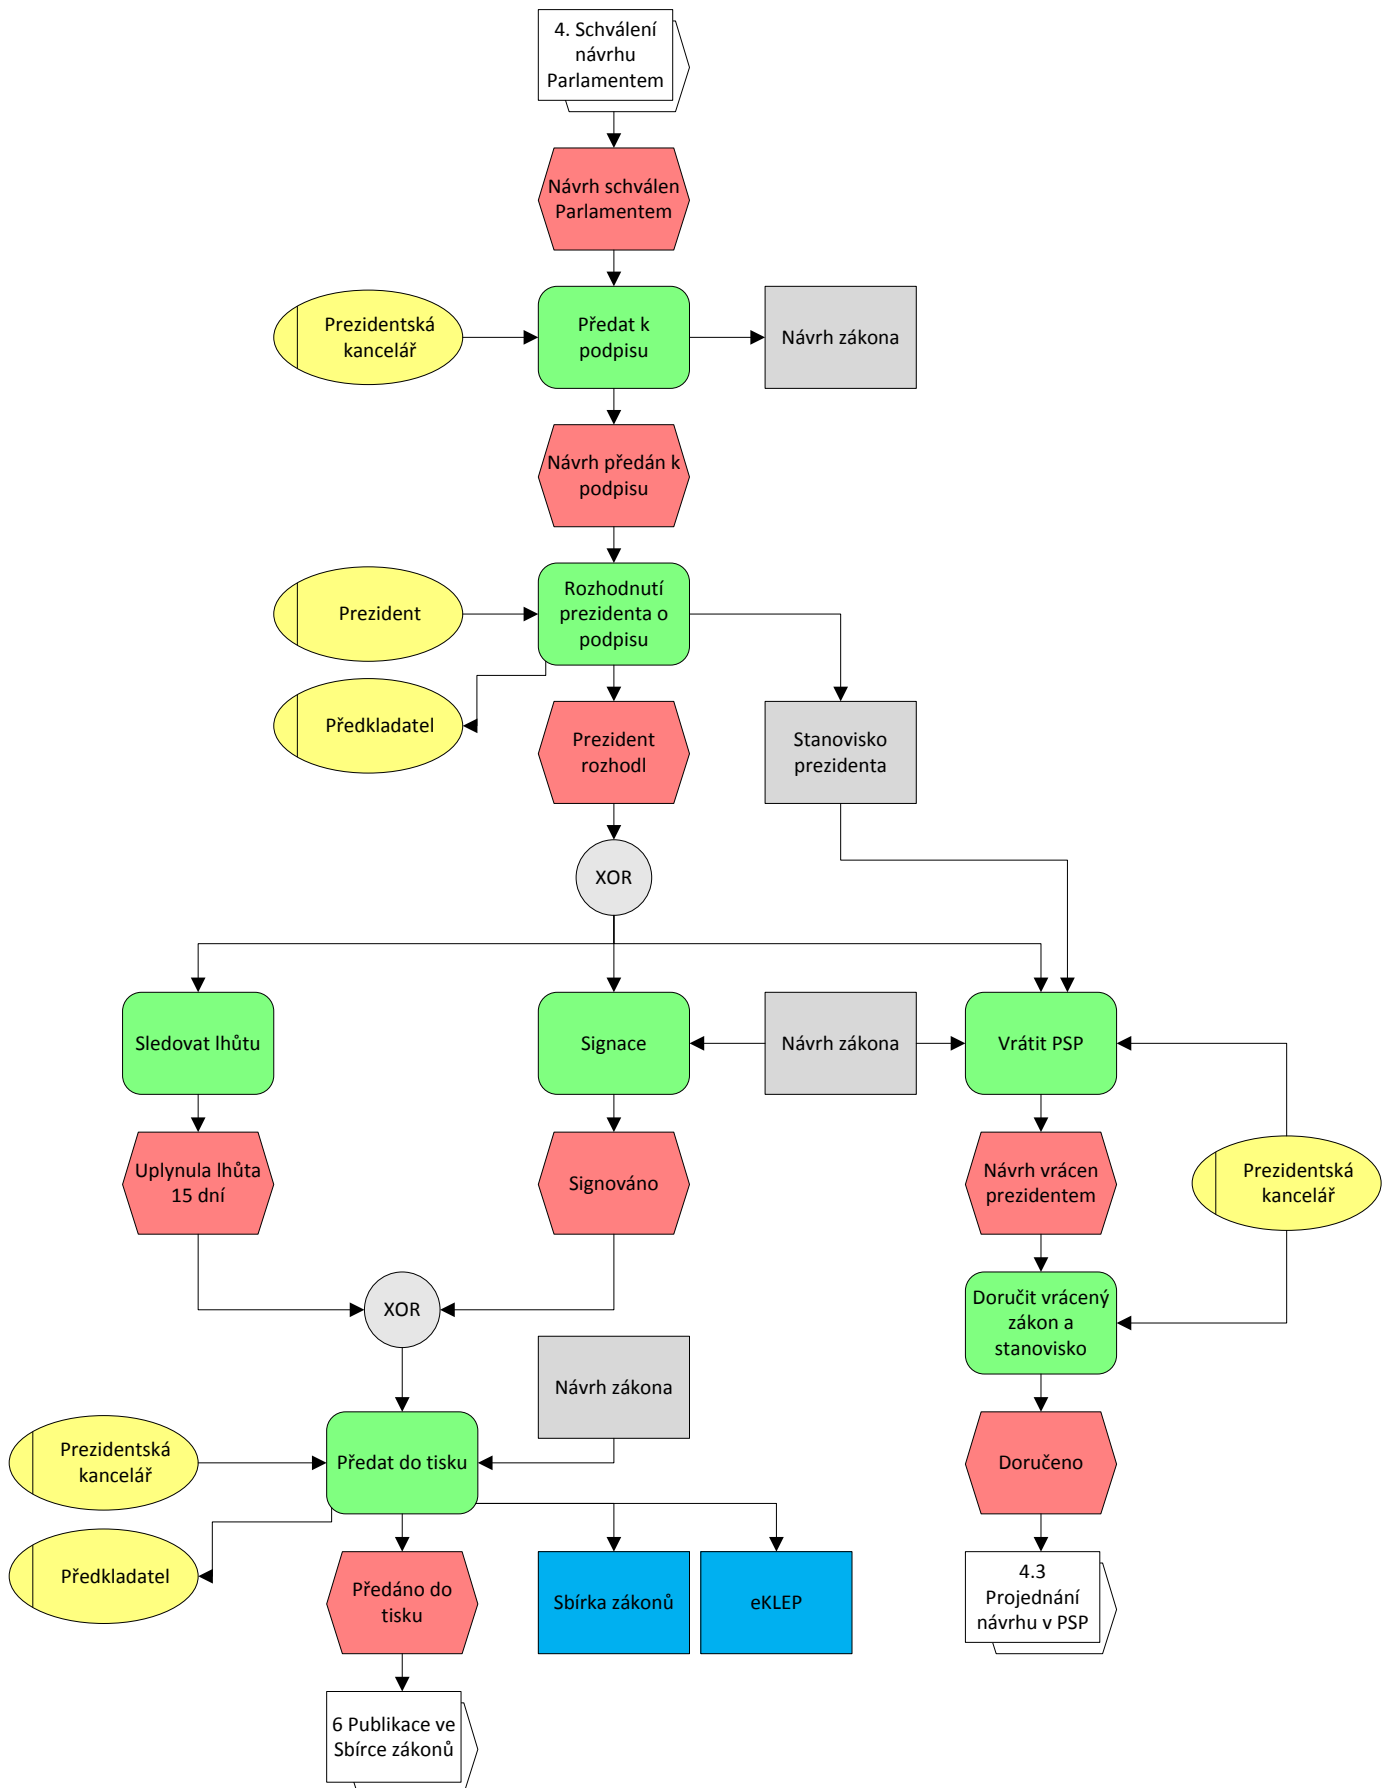 4. Schválení
návrhu
Parlamentem
Návrh schválen
Parlamentem
Prezidentská
kancelář
Předat k
podpisu
Návrh zákona
Návrh předán k
podpisu
Prezident
Rozhodnutí
prezidenta o
podpisu
Předkladatel
Prezident
rozhodl
Stanovisko
prezidenta
XOR
Sledovat lhůtu
Signace
Návrh zákona
Vrátit PSP
Uplynula lhůta
15 dní
Signováno
Návrh vrácen
prezidentem
Prezidentská
kancelář
XOR
Doručit vrácený
zákon a
stanovisko
Návrh zákona
Prezidentská
kancelář
Předat do tisku
Doručeno
Předkladatel
Předáno do
tisku
Sbírka zákonů
eKLEP
4.3
Projednání
návrhu v PSP
6 Publikace ve
Sbírce zákonů